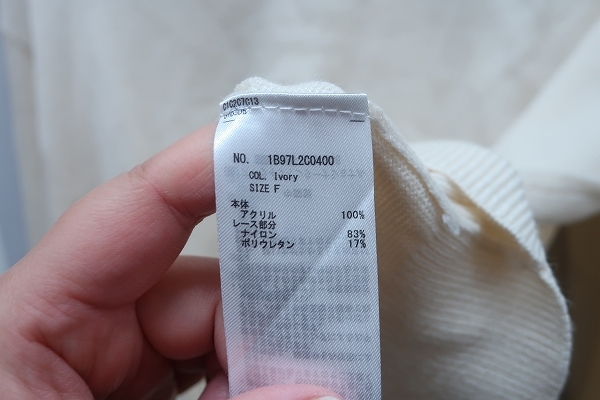 C1C2C7C13
NO. 1B97L2C0400
COL. Ivory
SIZE F
本体
アクリル 100%
レース部分
ナイロン 83%
ポリウレタン 17%